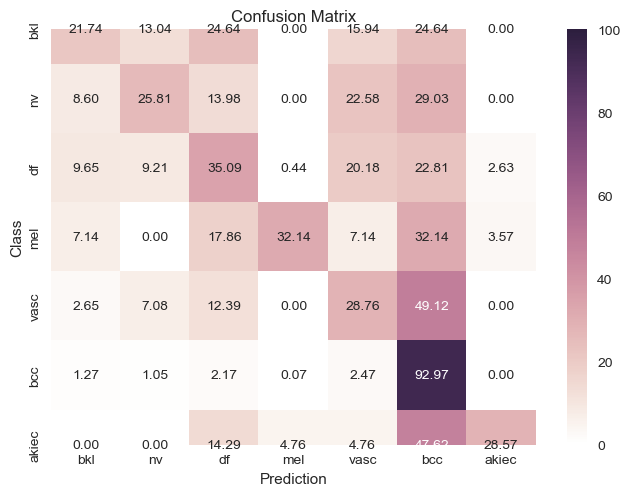 Confusion Matrix
bkl 21.74 13.04 24.64 0.00 15.94 24.64 0.00
nv 8.60 25.81 13.98 0.00 22.58 29.03 0.00
df 9.65 9.21 35.09 0.44 20.18 22.81 2.63
mel 7.14 0.00 17.86 32.14 7.14 32.14 3.57
vasc 2.65 7.08 12.39 0.00 28.76 49.12 0.00
bcc 1.27 1.05 2.17 0.07 2.47 92.97 0.00
akiec 0.00 0.00 14.29 4.76 4.76 47.62 28.57
bkl nv df mel vasc bcc akiec
Prediction
Class
100
80
60
40
20
0